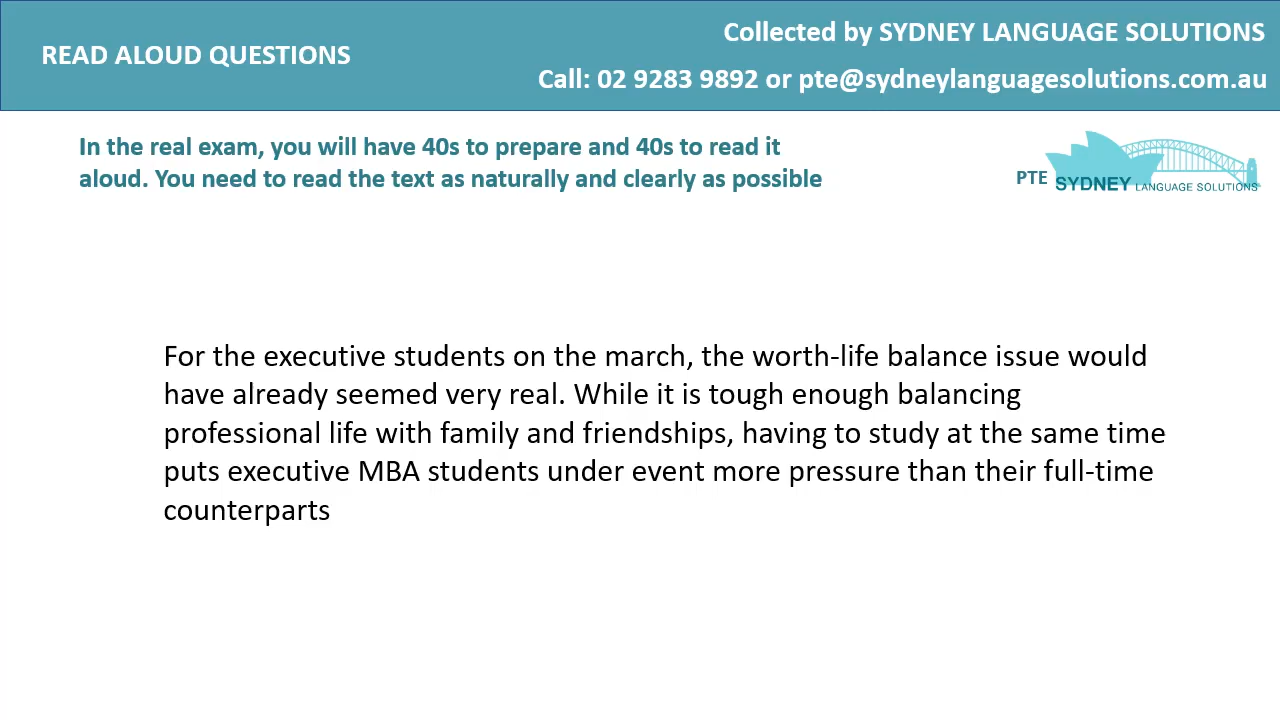 READ ALOUD QUESTIONS
Collected by SYDNEY LANGUAGE SOLUTIONS
Call: 02 9283 9892 or pte@sydneylanguagesolutions.com.au
In the real exam, you will have 40s to prepare and 40s to read it
aloud. You need to read the text as naturally and clearly as possible
PTE SYDNEY LANGUAGE SOLUTIONS
For the executive students on the march, the worth-life balance issue would
have already seemed very real. While it is tough enough balancing
professional life with family and friendships, having to study at the same time
puts executive MBA students under event more pressure than their full-time
counterparts